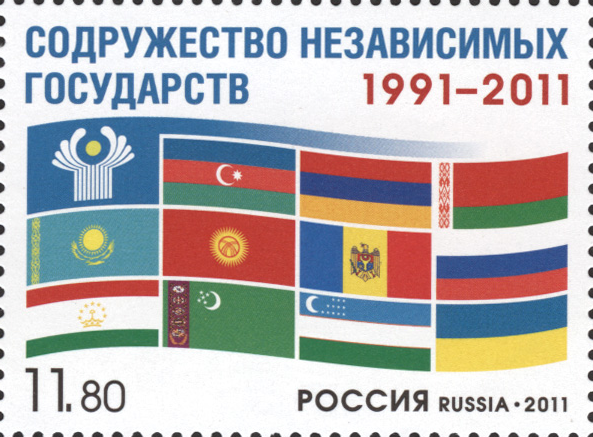 СОДРУЖЕСТВО НЕЗАВИСИМЫХ
ГОСУДАРСТВ 1991–2011
11.80 РОССИЯ RUSSIA • 2011